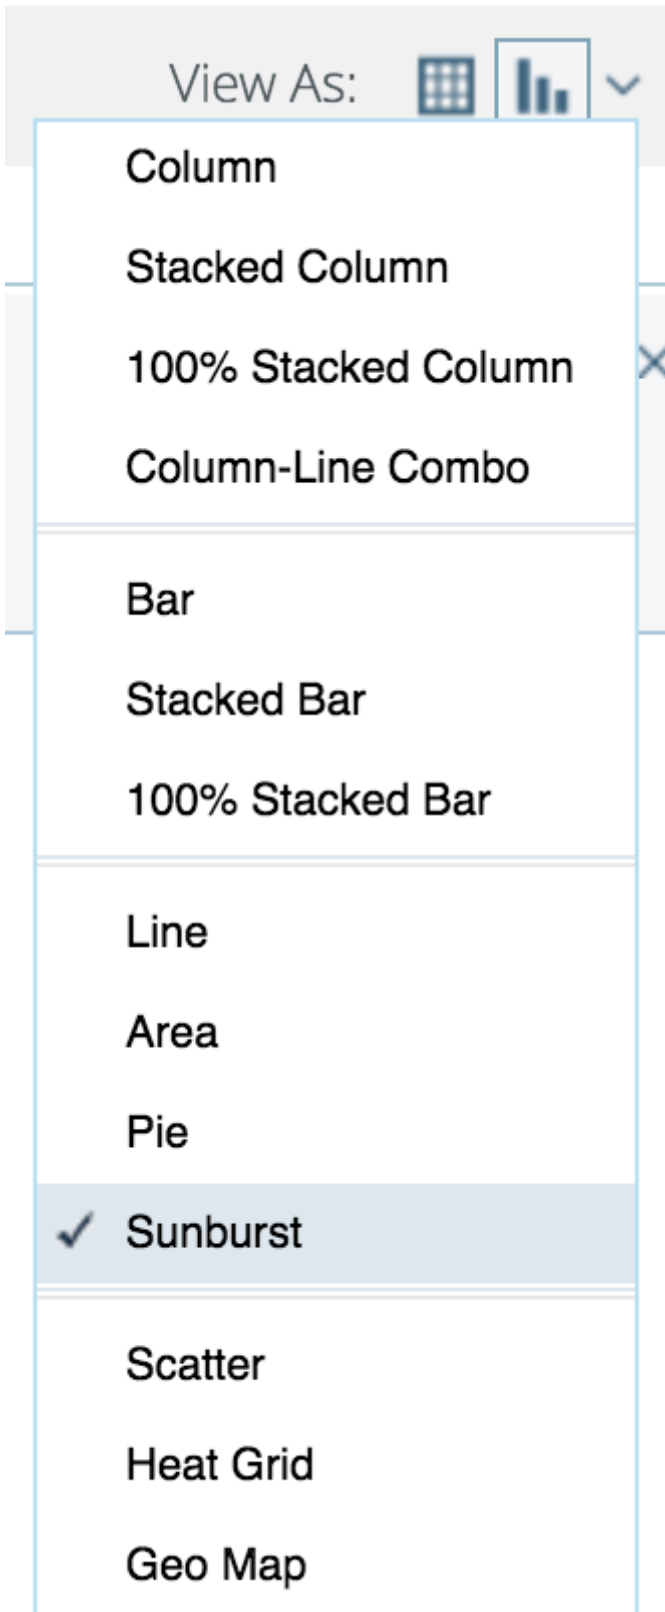 View As:
Column
Stacked Column
100% Stacked Column
Column-Line Combo
Bar
Stacked Bar
100% Stacked Bar
Line
Area
Pie
Sunburst
Scatter
Heat Grid
Geo Map